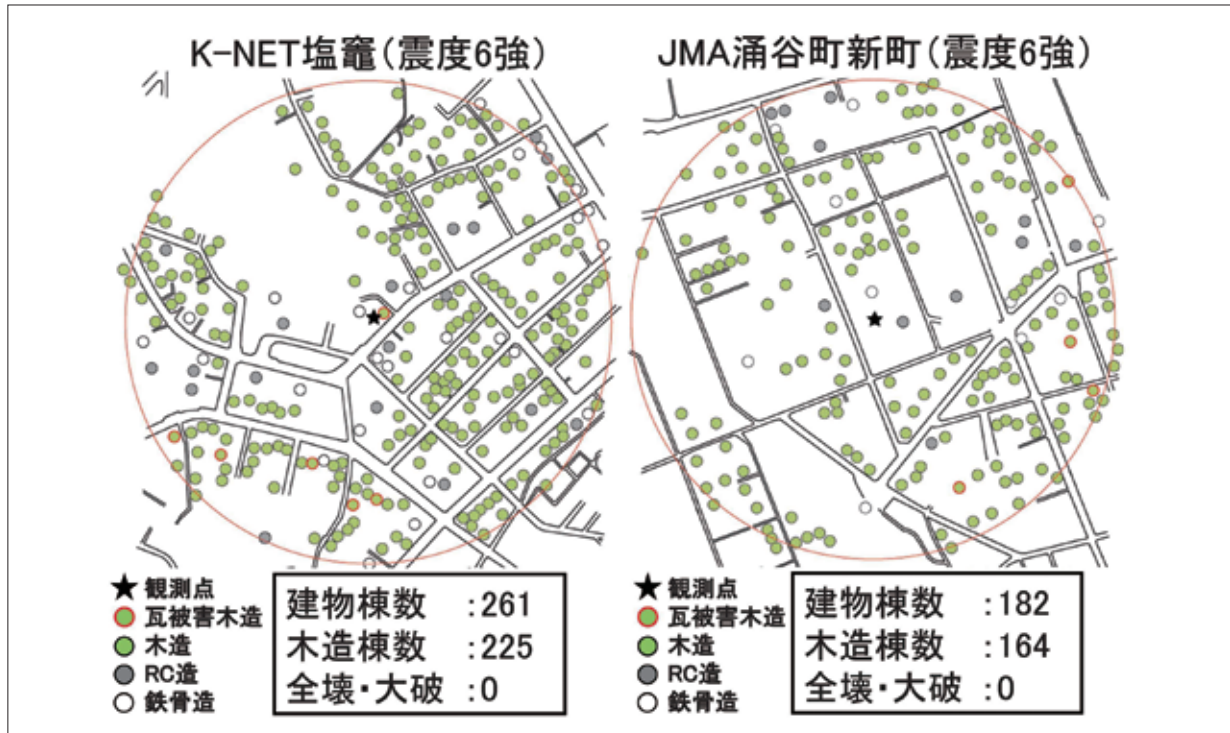 K-NET塩竈(震度6強)
★観測点
瓦被害木造
木造
RC造
鉄骨造
建物棟数 :261
木造棟数 :225
全壊・大破:0
JMA涌谷町新町(震度6強)
★観測点
瓦被害木造
木造
RC造
鉄骨造
建物棟数 :182
木造棟数 :164
全壊・大破:0